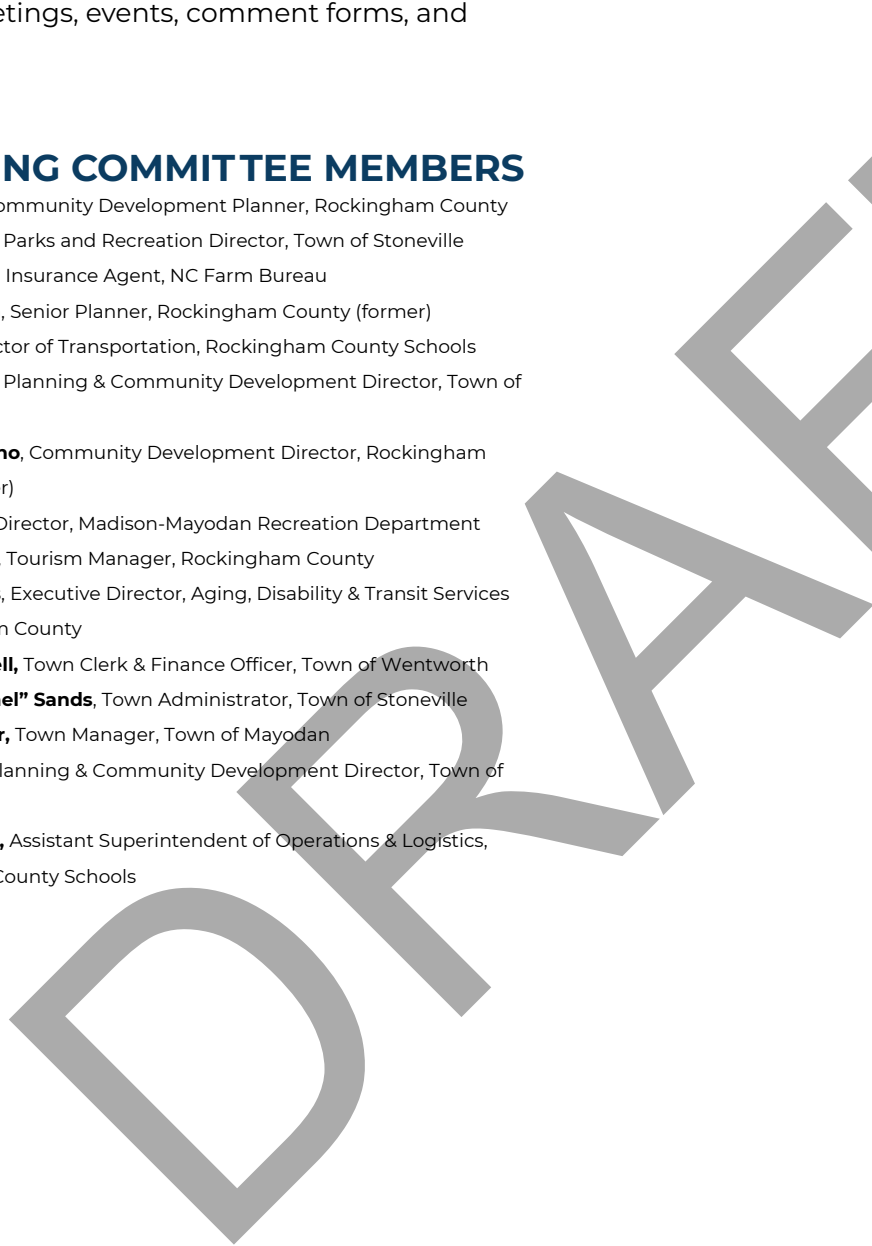 etings, events, comment forms, and
NG COMMITTEE MEMBERS
ommunity Development Planner, Rockingham County
Parks and Recreation Director, Town of Stoneville
Insurance Agent, NC Farm Bureau
, Senior Planner, Rockingham County (former)
ctor of Transportation, Rockingham County Schools
Planning & Community Development Director, Town of
no, Community Development Director, Rockingham
r)
Director, Madison-Mayodan Recreation Department
, Tourism Manager, Rockingham County
, Executive Director, Aging, Disability & Transit Services
m County
ell, Town Clerk & Finance Officer, Town of Wentworth
el” Sands, Town Administrator, Town of Stoneville
r, Town Manager, Town of Mayodan
lanning & Community Development Director, Town of
, Assistant Superintendent of Operations & Logistics,
County Schools
DRAF